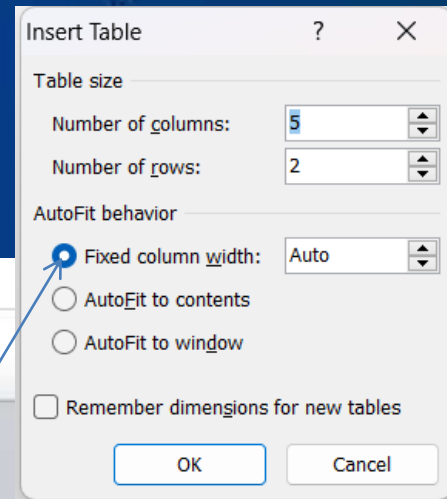 Insert Table ? ×
Table size
Number of columns: 5
Number of rows: 2
AutoFit behavior
Fixed column width: Auto
AutoFit to contents
AutoFit to window
Remember dimensions for new tables
OK Cancel